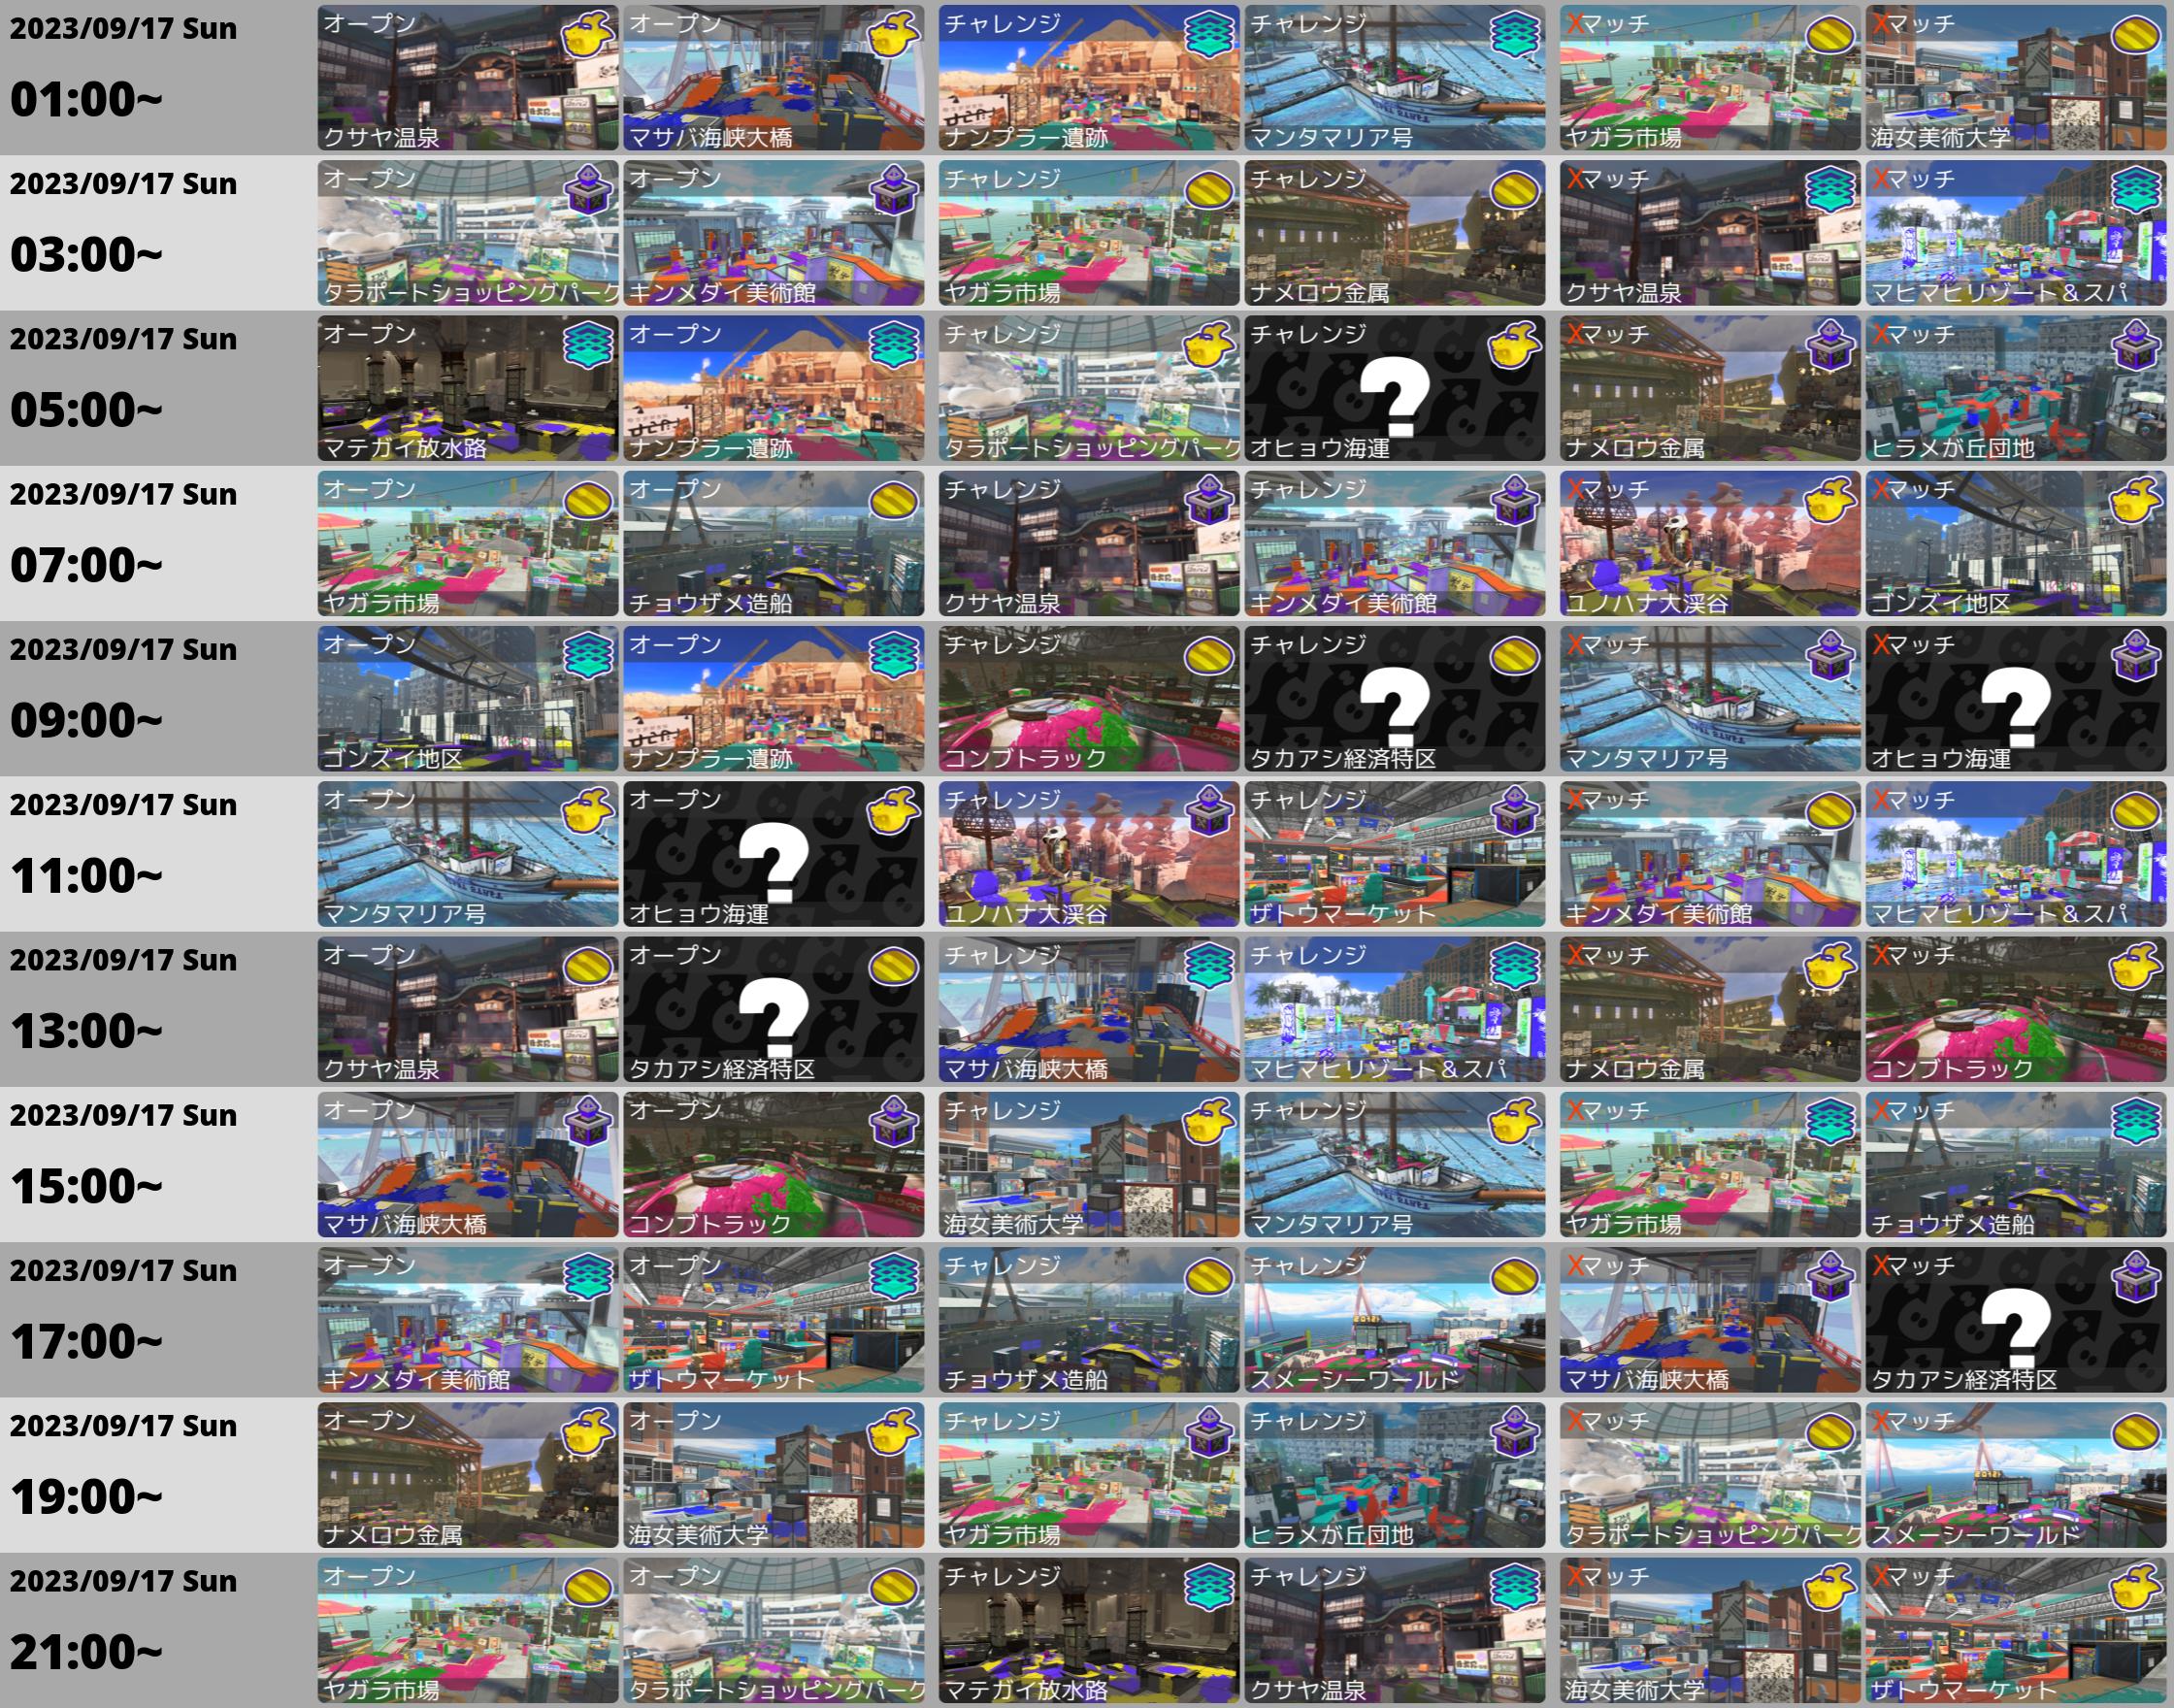 2023/09/17 Sun
01:00~
オープン オープン チャレンジ チャレンジ Xマッチ Xマッチ
クサヤ温泉 マサバ海峡大橋 ナンプラー遺跡 マンタマリア号 ヤガラ市場 海女美術大学
2023/09/17 Sun
03:00~
オープン オープン チャレンジ チャレンジ Xマッチ Xマッチ
タラポートショッピングパーク キンメダイ美術館 ヤガラ市場 ナメロウ金属 クサヤ温泉 マヒマヒリゾート&スパ
2023/09/17 Sun
05:00~
オープン オープン チャレンジ チャレンジ Xマッチ Xマッチ
マテガイ放水路 ナンプラー遺跡 タラポートショッピングパーク オヒョウ海運 ナメロウ金属 ヒラメが丘団地
?
2023/09/17 Sun
07:00~
オープン オープン チャレンジ チャレンジ Xマッチ Xマッチ
ヤガラ市場 チョウザメ造船 クサヤ温泉 キンメダイ美術館 ユノハナ大渓谷 ゴンズイ地区
2023/09/17 Sun
09:00~
オープン オープン チャレンジ チャレンジ Xマッチ Xマッチ
? ?
ゴンズイ地区 ナンプラー遺跡 コンブトラック タカアシ経済特区 マンタマリア号 オヒョウ海運
2023/09/17 Sun
11:00~
オープン オープン チャレンジ チャレンジ Xマッチ Xマッチ
?
マンタマリア号 オヒョウ海運 ユノハナ大渓谷 ザトウマーケット キンメダイ美術館 マヒマヒリゾート&スパ
2023/09/17 Sun
13:00~
オープン オープン チャレンジ チャレンジ Xマッチ Xマッチ
?
クサヤ温泉 タカアシ経済特区 マサバ海峡大橋 マヒマヒリゾート&スパ ナメロウ金属 コンブトラック
2023/09/17 Sun
15:00~
オープン オープン チャレンジ チャレンジ Xマッチ Xマッチ
マサバ海峡大橋 コンブトラック 海女美術大学 マンタマリア号 ヤガラ市場 チョウザメ造船
2023/09/17 Sun
17:00~
オープン オープン チャレンジ チャレンジ Xマッチ Xマッチ
?
キンメダイ美術館 ザトウマーケット チョウザメ造船 スメーシーワールド マサバ海峡大橋 タカアシ経済特区
2023/09/17 Sun
19:00~
オープン オープン チャレンジ チャレンジ Xマッチ Xマッチ
ナメロウ金属 海女美術大学 ヤガラ市場 ヒラメが丘団地 タラポートショッピングパーク スメーシーワールド
2023/09/17 Sun
21:00~
オープン オープン チャレンジ チャレンジ Xマッチ Xマッチ
ヤガラ市場 タラポートショッピングパーク マテガイ放水路 クサヤ温泉 海女美術大学 ザトウマーケット